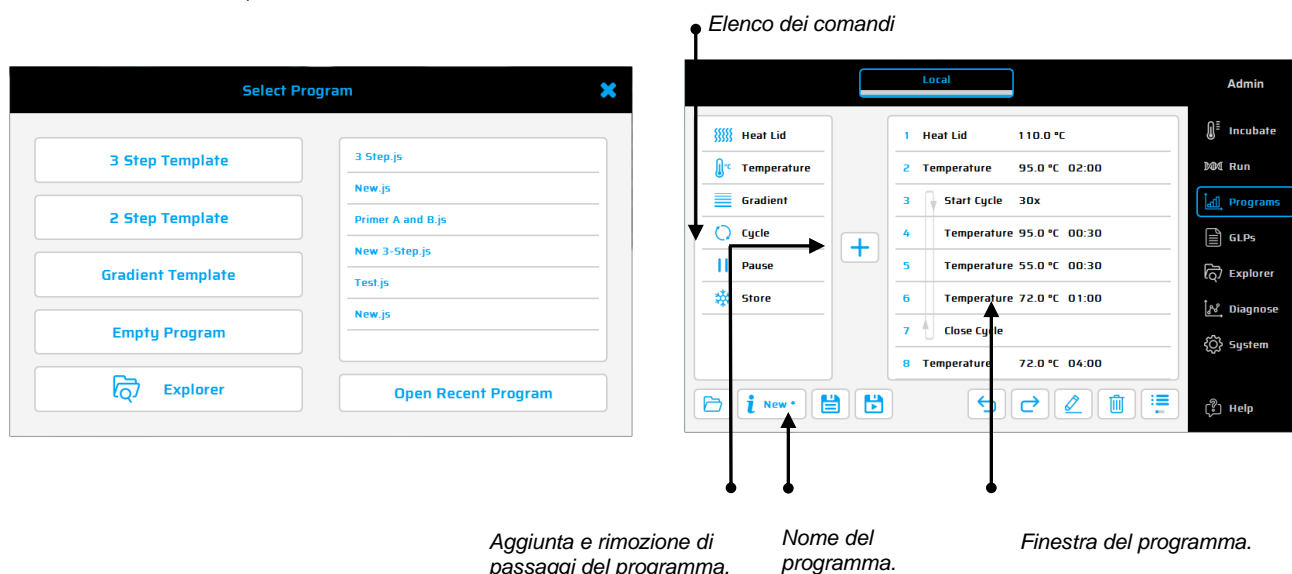 Elenco dei comandi
Select Program
3 Step Template
2 Step Template
Gradient Template
Empty Program
Explorer
3 Step.js
New.js
Primer A and B.js
New 3-Step.js
Test.js
New.js
Open Recent Program
Local
Admin
Heat Lid
Temperature
Gradient
Cycle
Pause
Store
1 Heat Lid 110.0 °C
2 Temperature 95.0 °C 02:00
3 Start Cycle 30x
4 Temperature 95.0 °C 00:30
5 Temperature 55.0 °C 00:30
6 Temperature 72.0 °C 01:00
7 Close Cycle
8 Temperature 72.0 °C 04:00
i New *
Incubate
Run
Programs
GLPs
Explorer
Diagnose
System
Help
Aggiunta e rimozione di
passaggi del programma.
Nome del
programma.
Finestra del programma.